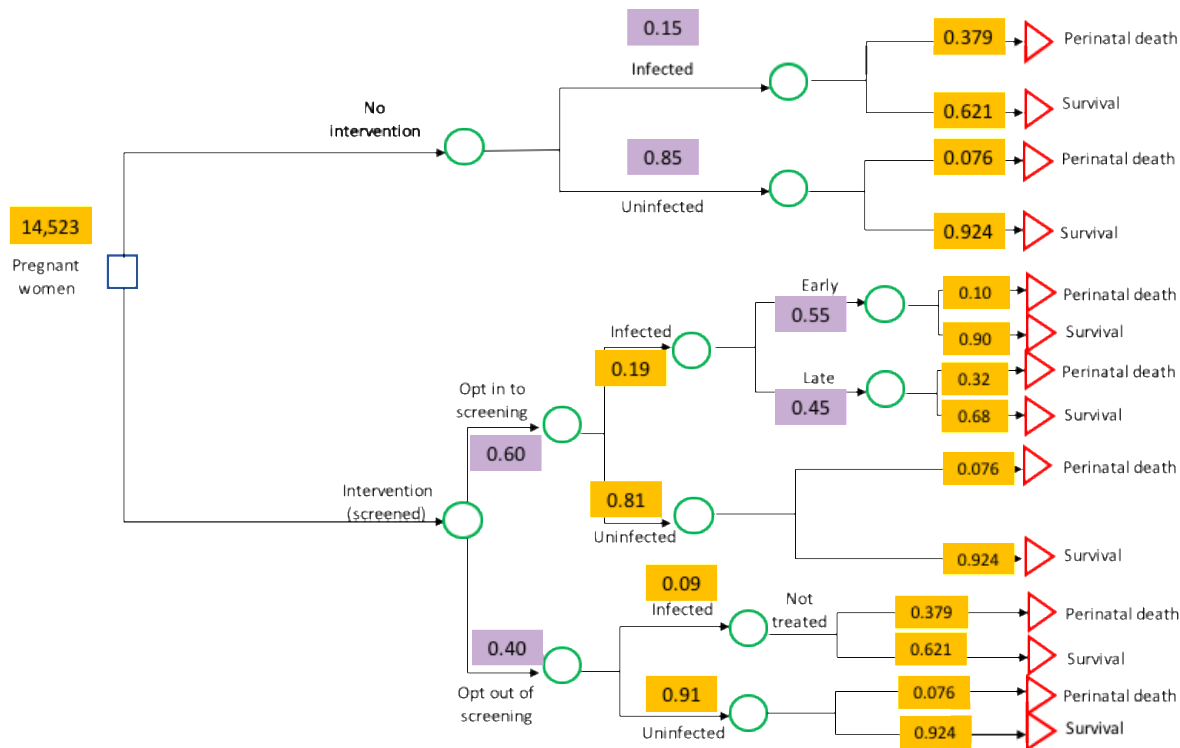 0.15
Infected
0.379
Perinatal death
0.621
Survival
No
intervention
0.85
Uninfected
0.076
Perinatal death
0.924
Survival
14,523
Pregnant
women
Early
0.55
0.10
Perinatal death
0.90
Survival
Infected
0.19
Late
0.45
0.32
Perinatal death
0.68
Survival
Opt in to
screening
0.60
0.076
Perinatal death
Intervention
(screened)
0.81
Uninfected
0.924
Survival
0.09
Infected
Not
treated
0.379
Perinatal death
0.621
Survival
0.40
Opt out of
screening
0.91
Uninfected
0.076
Perinatal death
0.924
Survival